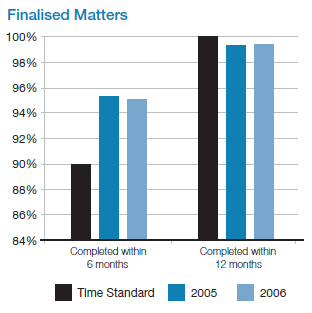 Finalised Matters
100%
98%
96%
94%
92%
90%
88%
86%
84%
Completed within
6 months
Completed within
12 months
TIme Standard
2005
2006